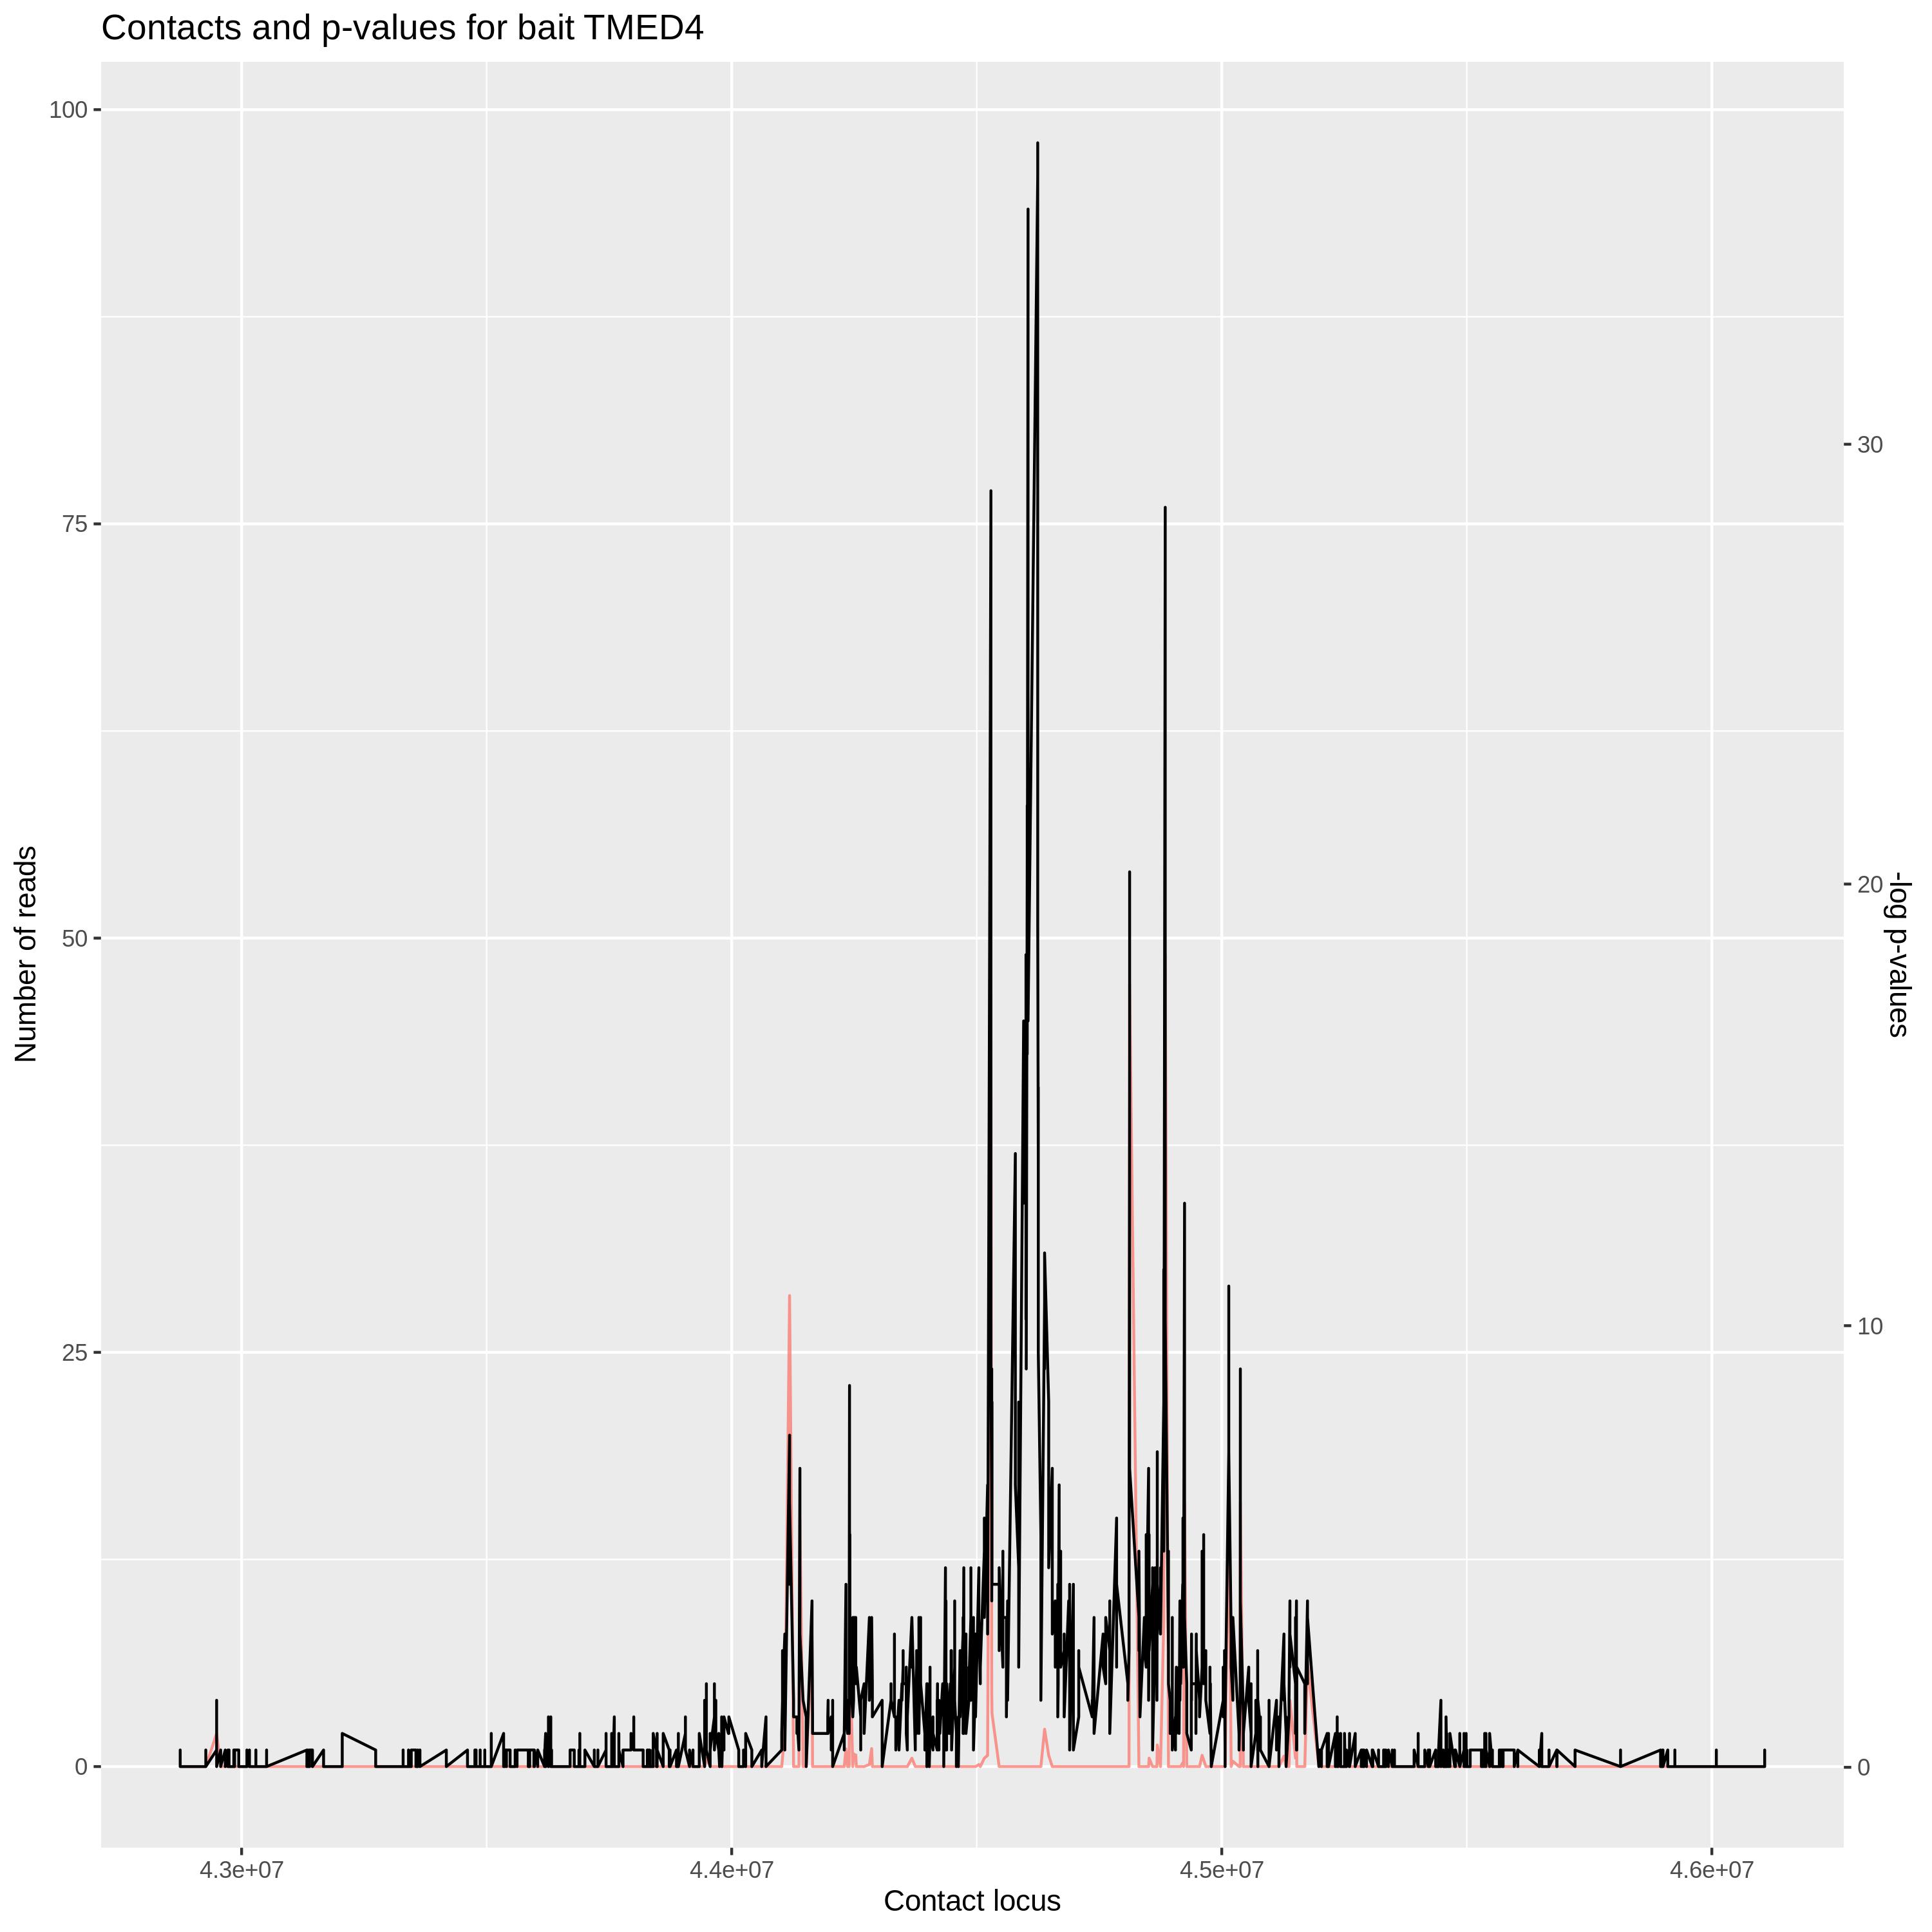 Contacts and p-values for bait TMED4
100
75
50
25
0
Number of reads
30
20
10
0
-log p-values
4.3e+07
4.4e+07
4.5e+07
4.6e+07
Contact locus